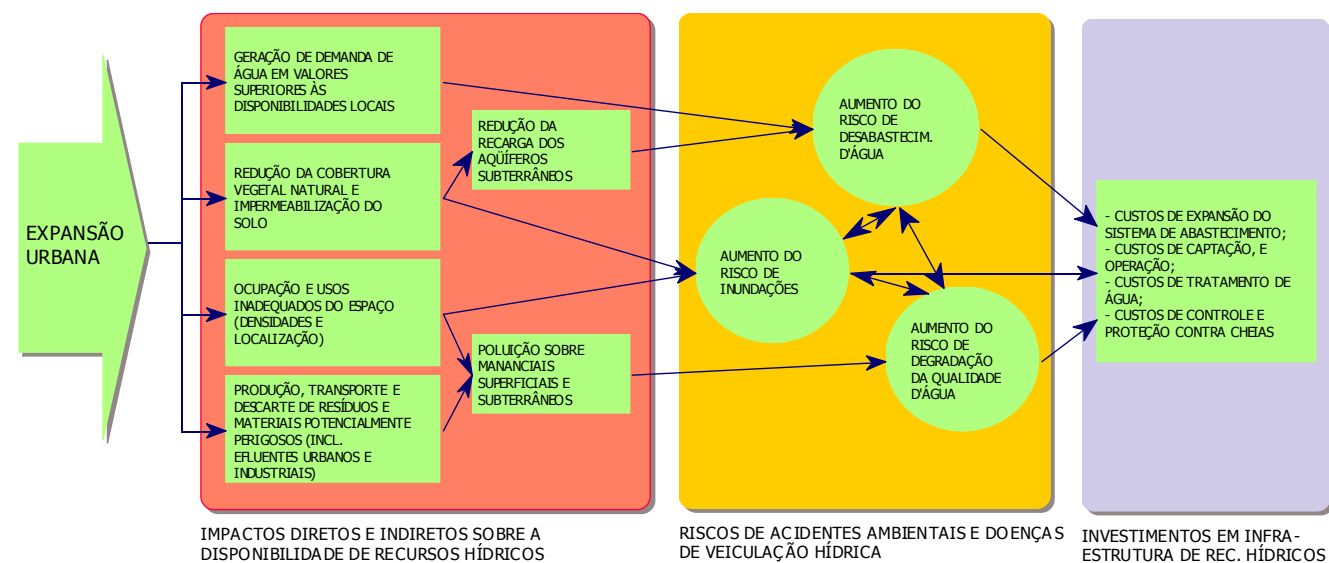 EXPANSÃO
URBANA
GERAÇÃO DE DEMANDA DE
ÁGUA EM VALORES
SUPERIORES ÀS
DISPONIBILIDADES LOCAIS
REDUÇÃO DA COBERTURA
VEGETAL NATURAL E
IMPERMEABILIZAÇÃO DO
SOLO
OCUPAÇÃO E USOS
INADEQUADOS DO ESPAÇO
(DENSIDADES E
LOCALIZAÇÃO)
PRODUÇÃO, TRANSPORTE E
DESCARTE DE RESÍDUOS E
MATERIAIS POTENCIALMENTE
PERIGOSOS (INCL.
EFLUENTES URBANOS E
INDUSTRIAIS)
REDUÇÃO DA
RECARGA DOS
AQÜÍFEROS
SUBTERRÂNEOS
POLUIÇÃO SOBRE
MANANCIAIS
SUPERFICIAIS E
SUBTERRÂNEOS
IMPACTOS DIRETOS E INDIRETOS SOBRE A
DISPONIBILIDADE DE RECURSOS HÍDRICOS
AUMENTO DO
RISCO DE
DESABASTECIM.
D'ÁGUA
AUMENTO DO
RISCO DE
INUNDAÇÕES
AUMENTO DO
RISCO DE
DEGRADAÇÃO
DA QUALIDADE
D'ÁGUA
RISCOS DE ACIDENTES AMBIENTAIS E DOENÇAS
DE VEICULAÇÃO HÍDRICA
- CUSTOS DE EXPANSÃO DO
SISTEMA DE ABASTECIMENTO;
- CUSTOS DE CAPTAÇÃO, E
OPERAÇÃO;
- CUSTOS DE TRATAMENTO DE
ÁGUA;
- CUSTOS DE CONTROLE E
PROTEÇÃO CONTRA CHEIAS
INVESTIMENTOS EM INFRA-
ESTRUTURA DE REC. HÍDRICOS